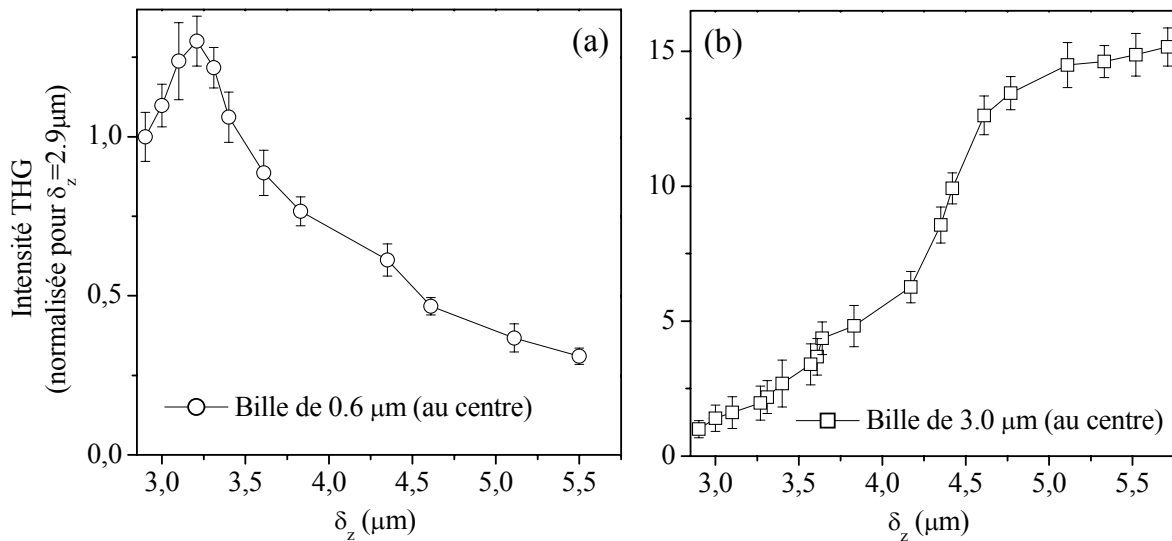 Intensité THG
(normalisée pour δz=2.9μm)
(a)
1,0
0,5
0,0
Bille de 0.6 μm (au centre)
3,0 3,5 4,0 4,5 5,0 5,5
δz (μm)
(b)
15
10
5
0
Bille de 3.0 μm (au centre)
3,0 3,5 4,0 4,5 5,0 5,5
δz (μm)